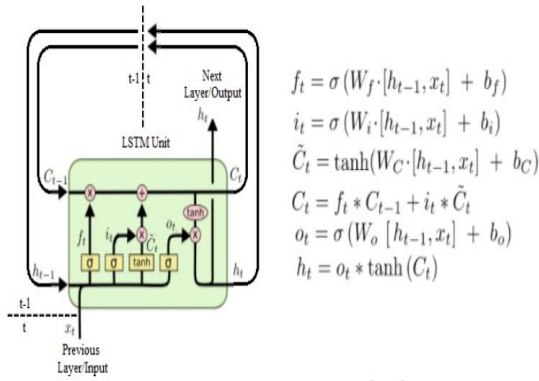 t-1 t
Next
Layer/Output
h_t
LSTM Unit
C_{t-1}
C_t
x
+
tanh
f_t
i_t
C̃_t
o_t
x
x
σ
σ
tanh
σ
h_{t-1}
h_t
t-1
t
x_t
Previous
Layer/Input
f_t = σ(W_f·[h_{t-1}, x_t] + b_f)
i_t = σ(W_i·[h_{t-1}, x_t] + b_i)
C̃_t = tanh(W_C·[h_{t-1}, x_t] + b_C)
C_t = f_t * C_{t-1} + i_t * C̃_t
o_t = σ(W_o [h_{t-1}, x_t] + b_o)
h_t = o_t * tanh(C_t)